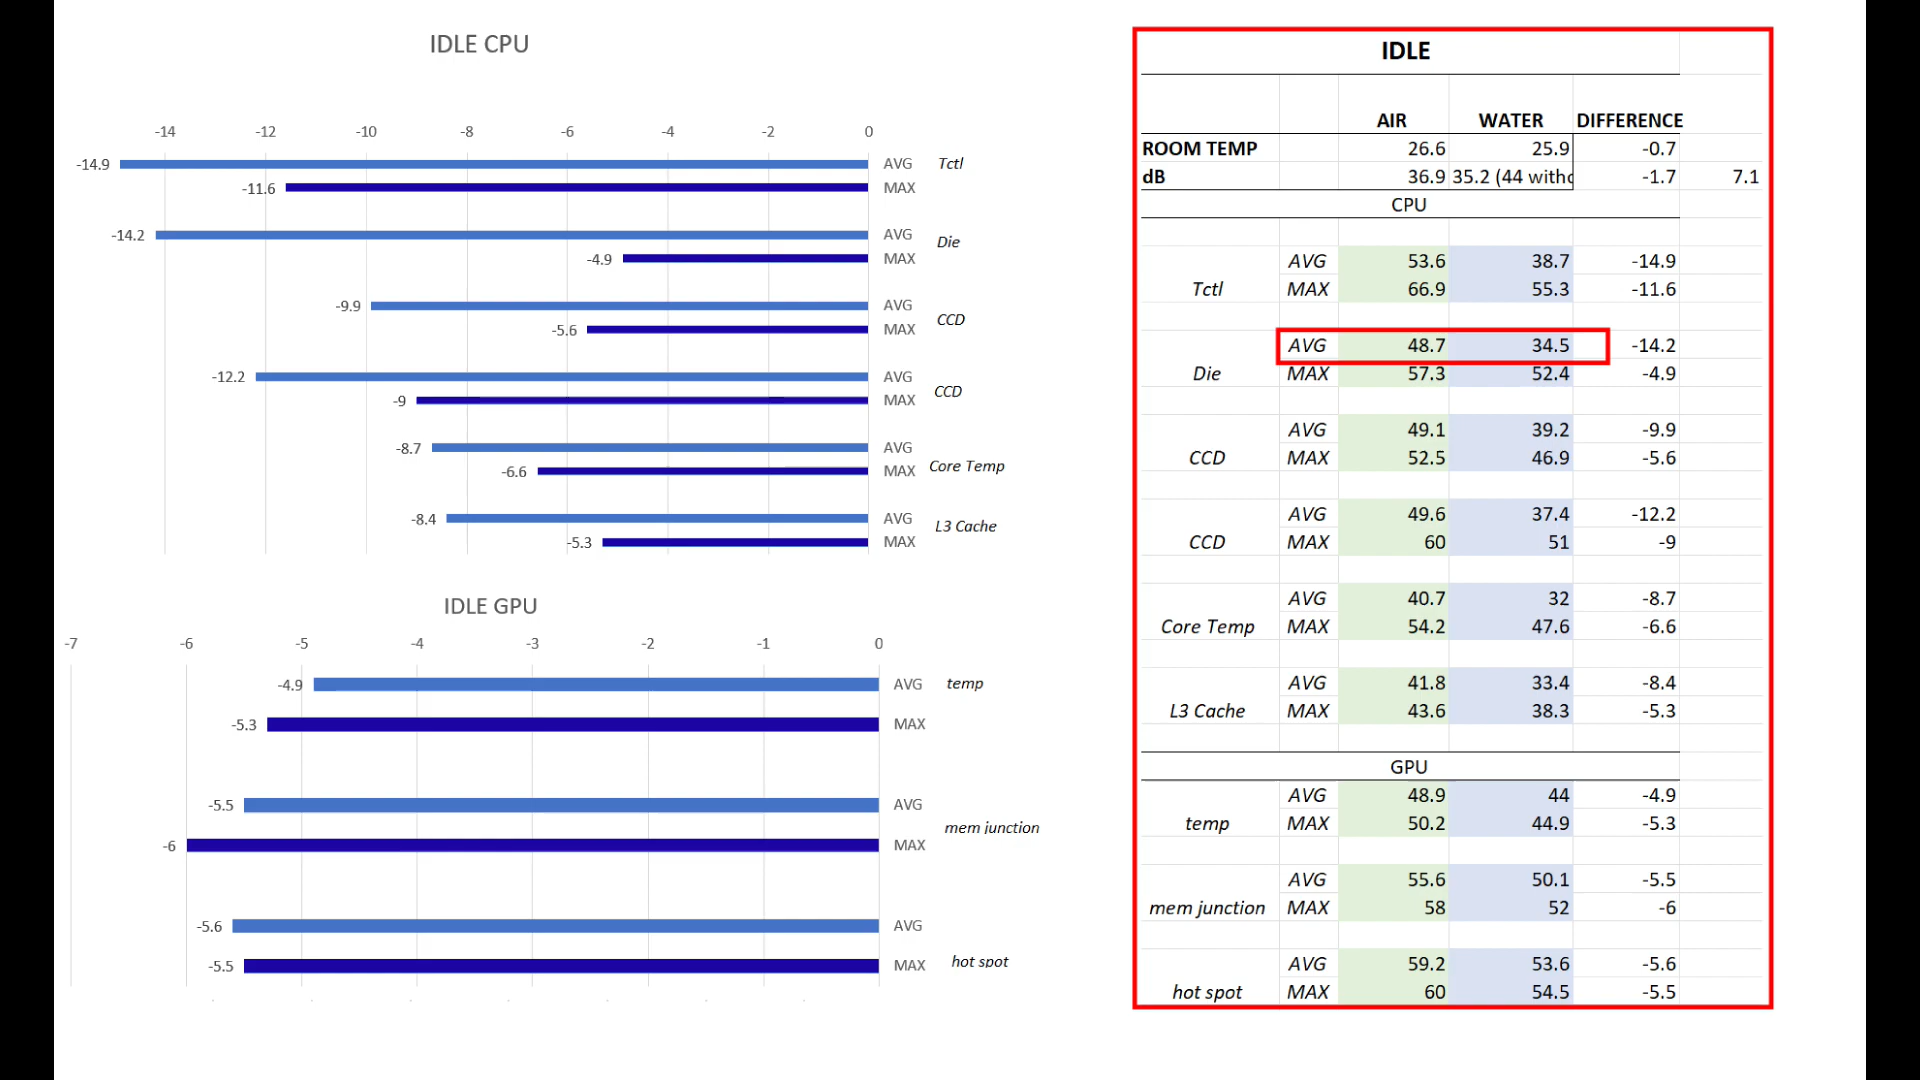 IDLE CPU
-14 -12 -10 -8 -6 -4 -2 0
-14.9 AVG Tctl
-11.6 MAX
-14.2 AVG Die
-4.9 MAX
-9.9 AVG CCD
-5.6 MAX
-12.2 AVG CCD
-9 MAX
-8.7 AVG Core Temp
-6.6 MAX
-8.4 AVG L3 Cache
-5.3 MAX
IDLE GPU
-7 -6 -5 -4 -3 -2 -1 0
-4.9 AVG temp
-5.3 MAX
-5.5 AVG mem junction
-6 MAX
-5.6 AVG
-5.5 MAX hot spot
IDLE
AIR WATER DIFFERENCE
ROOM TEMP 26.6 25.9 -0.7
dB 36.9 35.2 (44 witho -1.7 7.1
CPU
AVG 53.6 38.7 -14.9
Tctl MAX 66.9 55.3 -11.6
AVG 48.7 34.5 -14.2
Die MAX 57.3 52.4 -4.9
AVG 49.1 39.2 -9.9
CCD MAX 52.5 46.9 -5.6
AVG 49.6 37.4 -12.2
CCD MAX 60 51 -9
AVG 40.7 32 -8.7
Core Temp MAX 54.2 47.6 -6.6
AVG 41.8 33.4 -8.4
L3 Cache MAX 43.6 38.3 -5.3
GPU
AVG 48.9 44 -4.9
temp MAX 50.2 44.9 -5.3
AVG 55.6 50.1 -5.5
mem junction MAX 58 52 -6
AVG 59.2 53.6 -5.6
hot spot MAX 60 54.5 -5.5